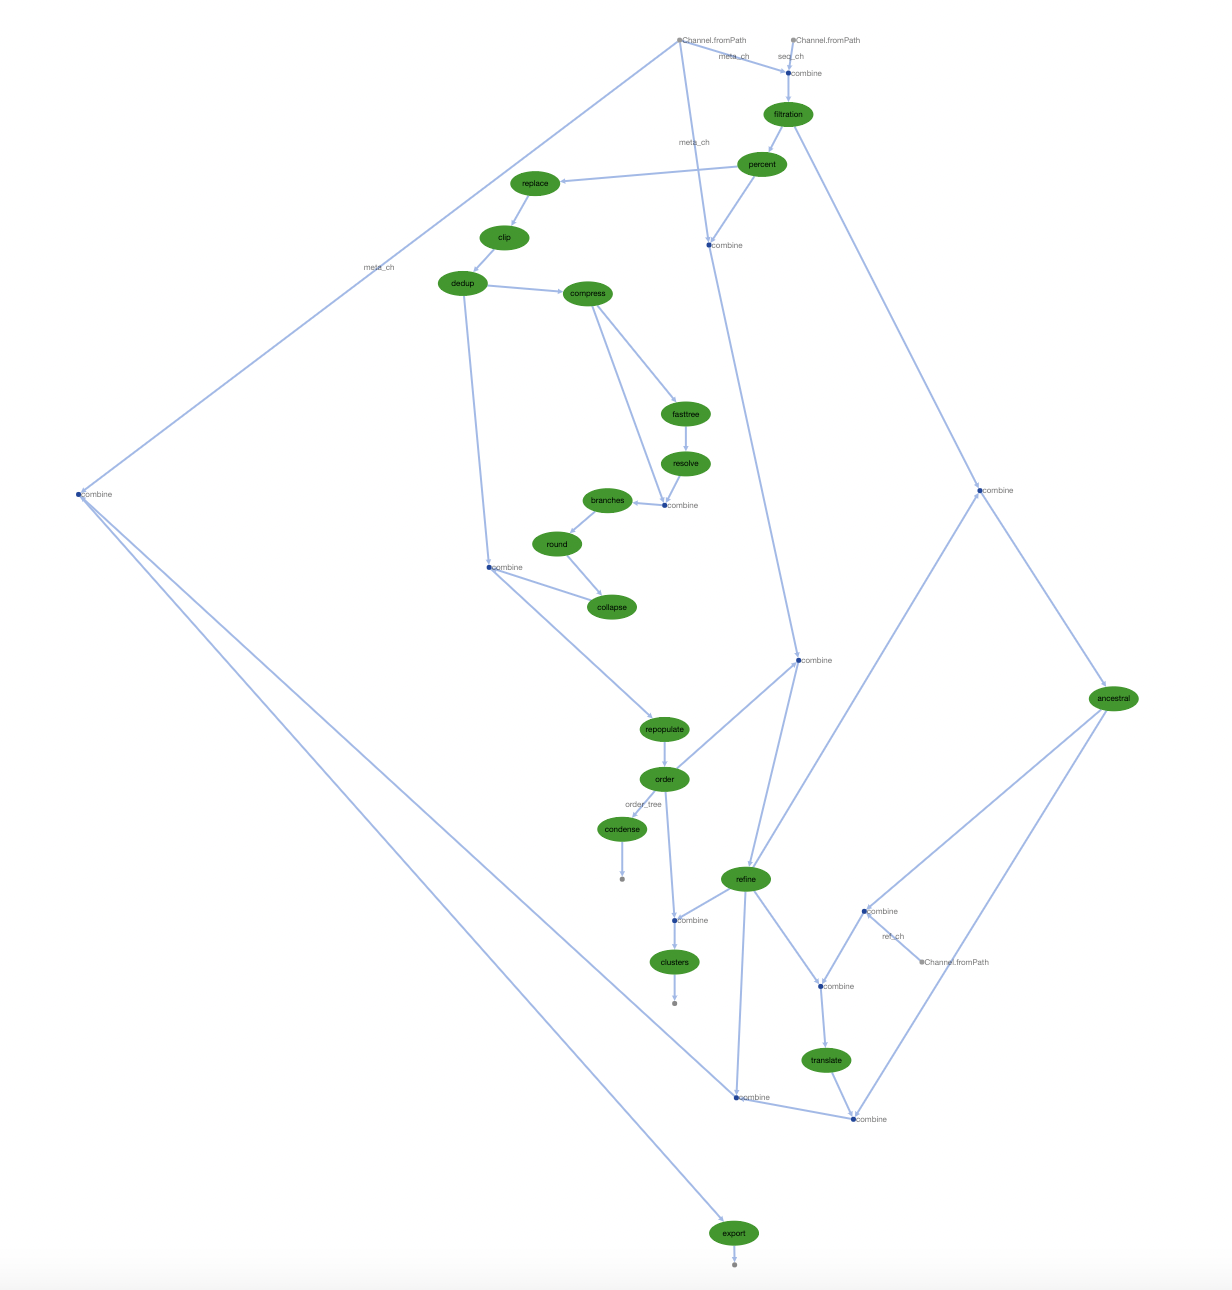 Channel.fromPath
Channel.fromPath
meta_ch
seq_ch
combine
filtration
meta_ch
percent
replace
clip
combine
meta_ch
dedup
compress
fasttree
resolve
combine
combine
branches
combine
round
combine
collapse
combine
ancestral
repopulate
order
order_tree
condense
refine
combine
combine
ref_ch
clusters
Channel.fromPath
combine
translate
combine
combine
export